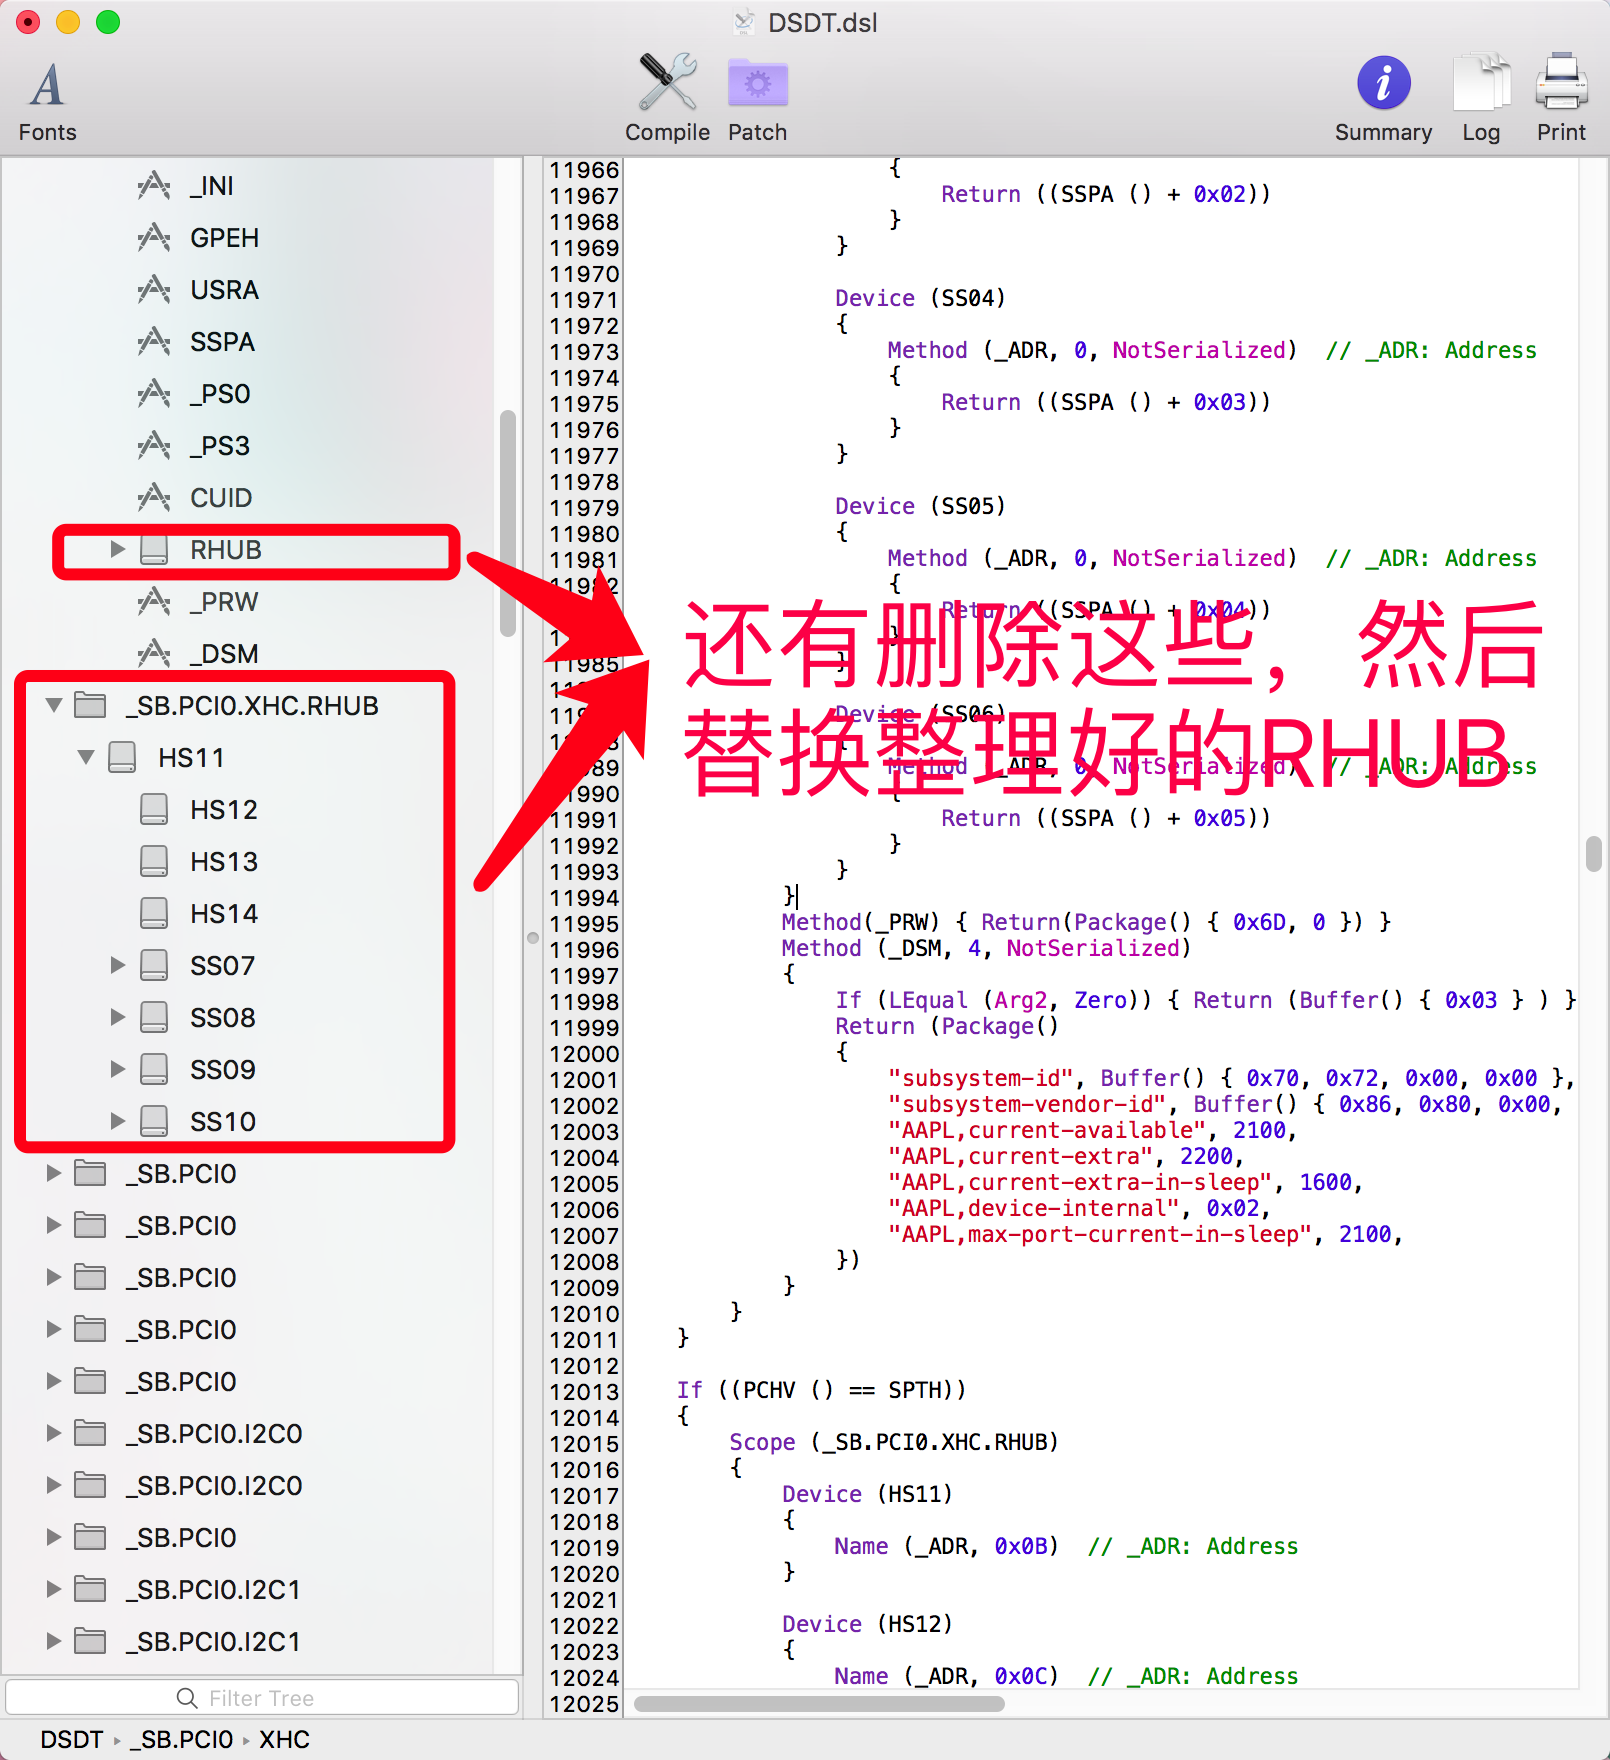 DSDT.dsl
Fonts
Compile
Patch
Summary
Log
Print
_INI
GPEH
USRA
SSPA
_PS0
_PS3
CUID
RHUB
_PRW
_DSM
_SB.PCI0.XHC.RHUB
HS11
HS12
HS13
HS14
SS07
SS08
SS09
SS10
_SB.PCI0
_SB.PCI0
_SB.PCI0
_SB.PCI0
_SB.PCI0
_SB.PCI0.I2C0
_SB.PCI0.I2C0
_SB.PCI0
_SB.PCI0.I2C1
_SB.PCI0.I2C1
Filter Tree
DSDT ▸ _SB.PCI0 ▸ XHC
11966 {
11967 Return ((SSPA () + 0x02))
11968 }
11969 }
11970
11971 Device (SS04)
11972 {
11973 Method (_ADR, 0, NotSerialized)  // _ADR: Address
11974 {
11975 Return ((SSPA () + 0x03))
11976 }
11977 }
11978
11979 Device (SS05)
11980 {
11981 Method (_ADR, 0, NotSerialized)  // _ADR: Address
11982 {
Return ((SSPA () + 0x04))
}
11985 }
Device (SS06)
{
Method (_ADR, 0, NotSerialized)  // _ADR: Address
11990 {
11991 Return ((SSPA () + 0x05))
11992 }
11993 }
11994 }
11995 Method(_PRW) { Return(Package() { 0x6D, 0 }) }
11996 Method (_DSM, 4, NotSerialized)
11997 {
11998 If (LEqual (Arg2, Zero)) { Return (Buffer() { 0x03 } ) }
11999 Return (Package()
12000 {
12001 "subsystem-id", Buffer() { 0x70, 0x72, 0x00, 0x00 },
12002 "subsystem-vendor-id", Buffer() { 0x86, 0x80, 0x00,
12003 "AAPL,current-available", 2100,
12004 "AAPL,current-extra", 2200,
12005 "AAPL,current-extra-in-sleep", 1600,
12006 "AAPL,device-internal", 0x02,
12007 "AAPL,max-port-current-in-sleep", 2100,
12008 })
12009 }
12010 }
12011 }
12012
12013 If ((PCHV () == SPTH))
12014 {
12015 Scope (_SB.PCI0.XHC.RHUB)
12016 {
12017 Device (HS11)
12018 {
12019 Name (_ADR, 0x0B)  // _ADR: Address
12020 }
12021
12022 Device (HS12)
12023 {
12024 Name (_ADR, 0x0C)  // _ADR: Address
12025
还有删除这些，然后
替换整理好的RHUB